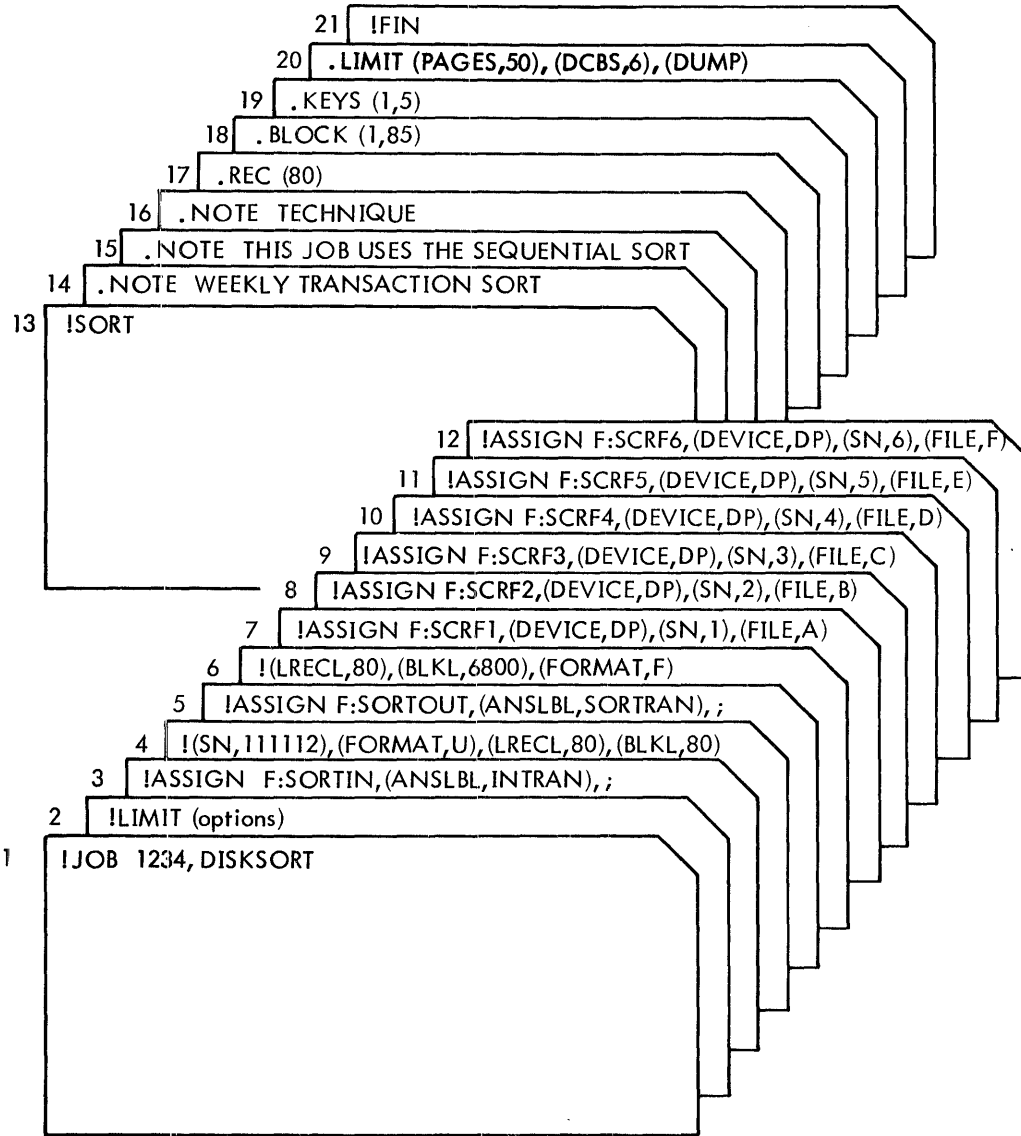 21 !FIN
20 .LIMIT (PAGES,50), (DCBS,6), (DUMP)
19 .KEYS (1,5)
18 .BLOCK (1,85)
17 .REC (80)
16 .NOTE TECHNIQUE
15 .NOTE THIS JOB USES THE SEQUENTIAL SORT
14 .NOTE WEEKLY TRANSACTION SORT
13 !SORT
12 !ASSIGN F:SCRF6,(DEVICE,DP),(SN,6),(FILE,F)
11 !ASSIGN F:SCRF5,(DEVICE,DP),(SN,5),(FILE,E)
10 !ASSIGN F:SCRF4,(DEVICE,DP),(SN,4),(FILE,D)
9 !ASSIGN F:SCRF3,(DEVICE,DP),(SN,3),(FILE,C)
8 !ASSIGN F:SCRF2,(DEVICE,DP),(SN,2),(FILE,B)
7 !ASSIGN F:SCRF1,(DEVICE,DP),(SN,1),(FILE,A)
6 !(LRECL,80),(BLKL,6800),(FORMAT,F)
5 !ASSIGN F:SORTOUT,(ANSLBL,SORTRAN),;
4 !(SN,111112),(FORMAT,U),(LRECL,80),(BLKL,80)
3 !ASSIGN F:SORTIN,(ANSLBL,INTRAN),;
2 !LIMIT (options)
1 !JOB 1234,DISKSORT